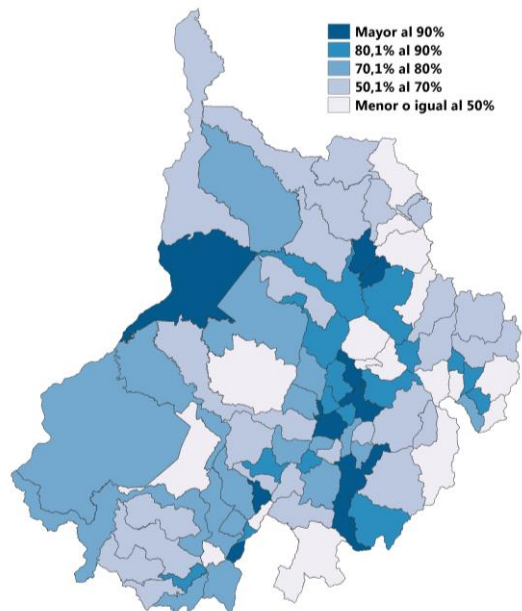 Mayor al 90%
80,1% al 90%
70,1% al 80%
50,1% al 70%
Menor o igual al 50%